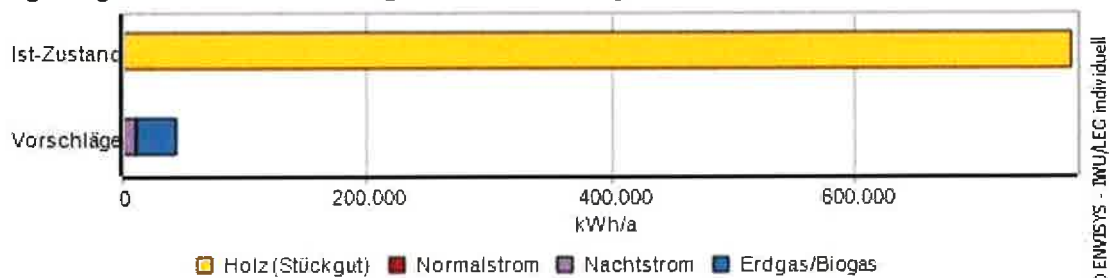 Ist-Zustand
Vorschläge
0
200.000
400.000
600.000
kWh/a
Holz (Stückgut)
Normalstrom
Nachtstrom
Erdgas/Biogas
ENVISYS - IWU/LEG individuell